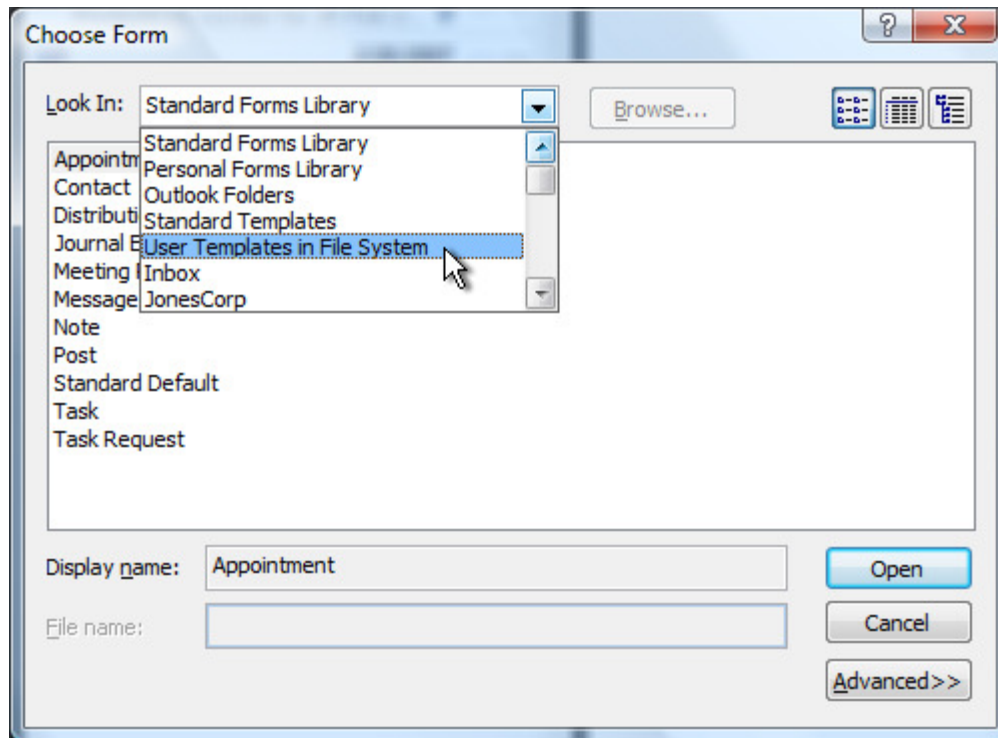 Choose Form
Look In:
Standard Forms Library
Browse...
Standard Forms Library
Personal Forms Library
Outlook Folders
Standard Templates
User Templates in File System
Inbox
JonesCorp
Contact
Message
Note
Post
Standard Default
Task
Task Request
Display name:
Appointment
Open
File name:
Cancel
Advanced>>